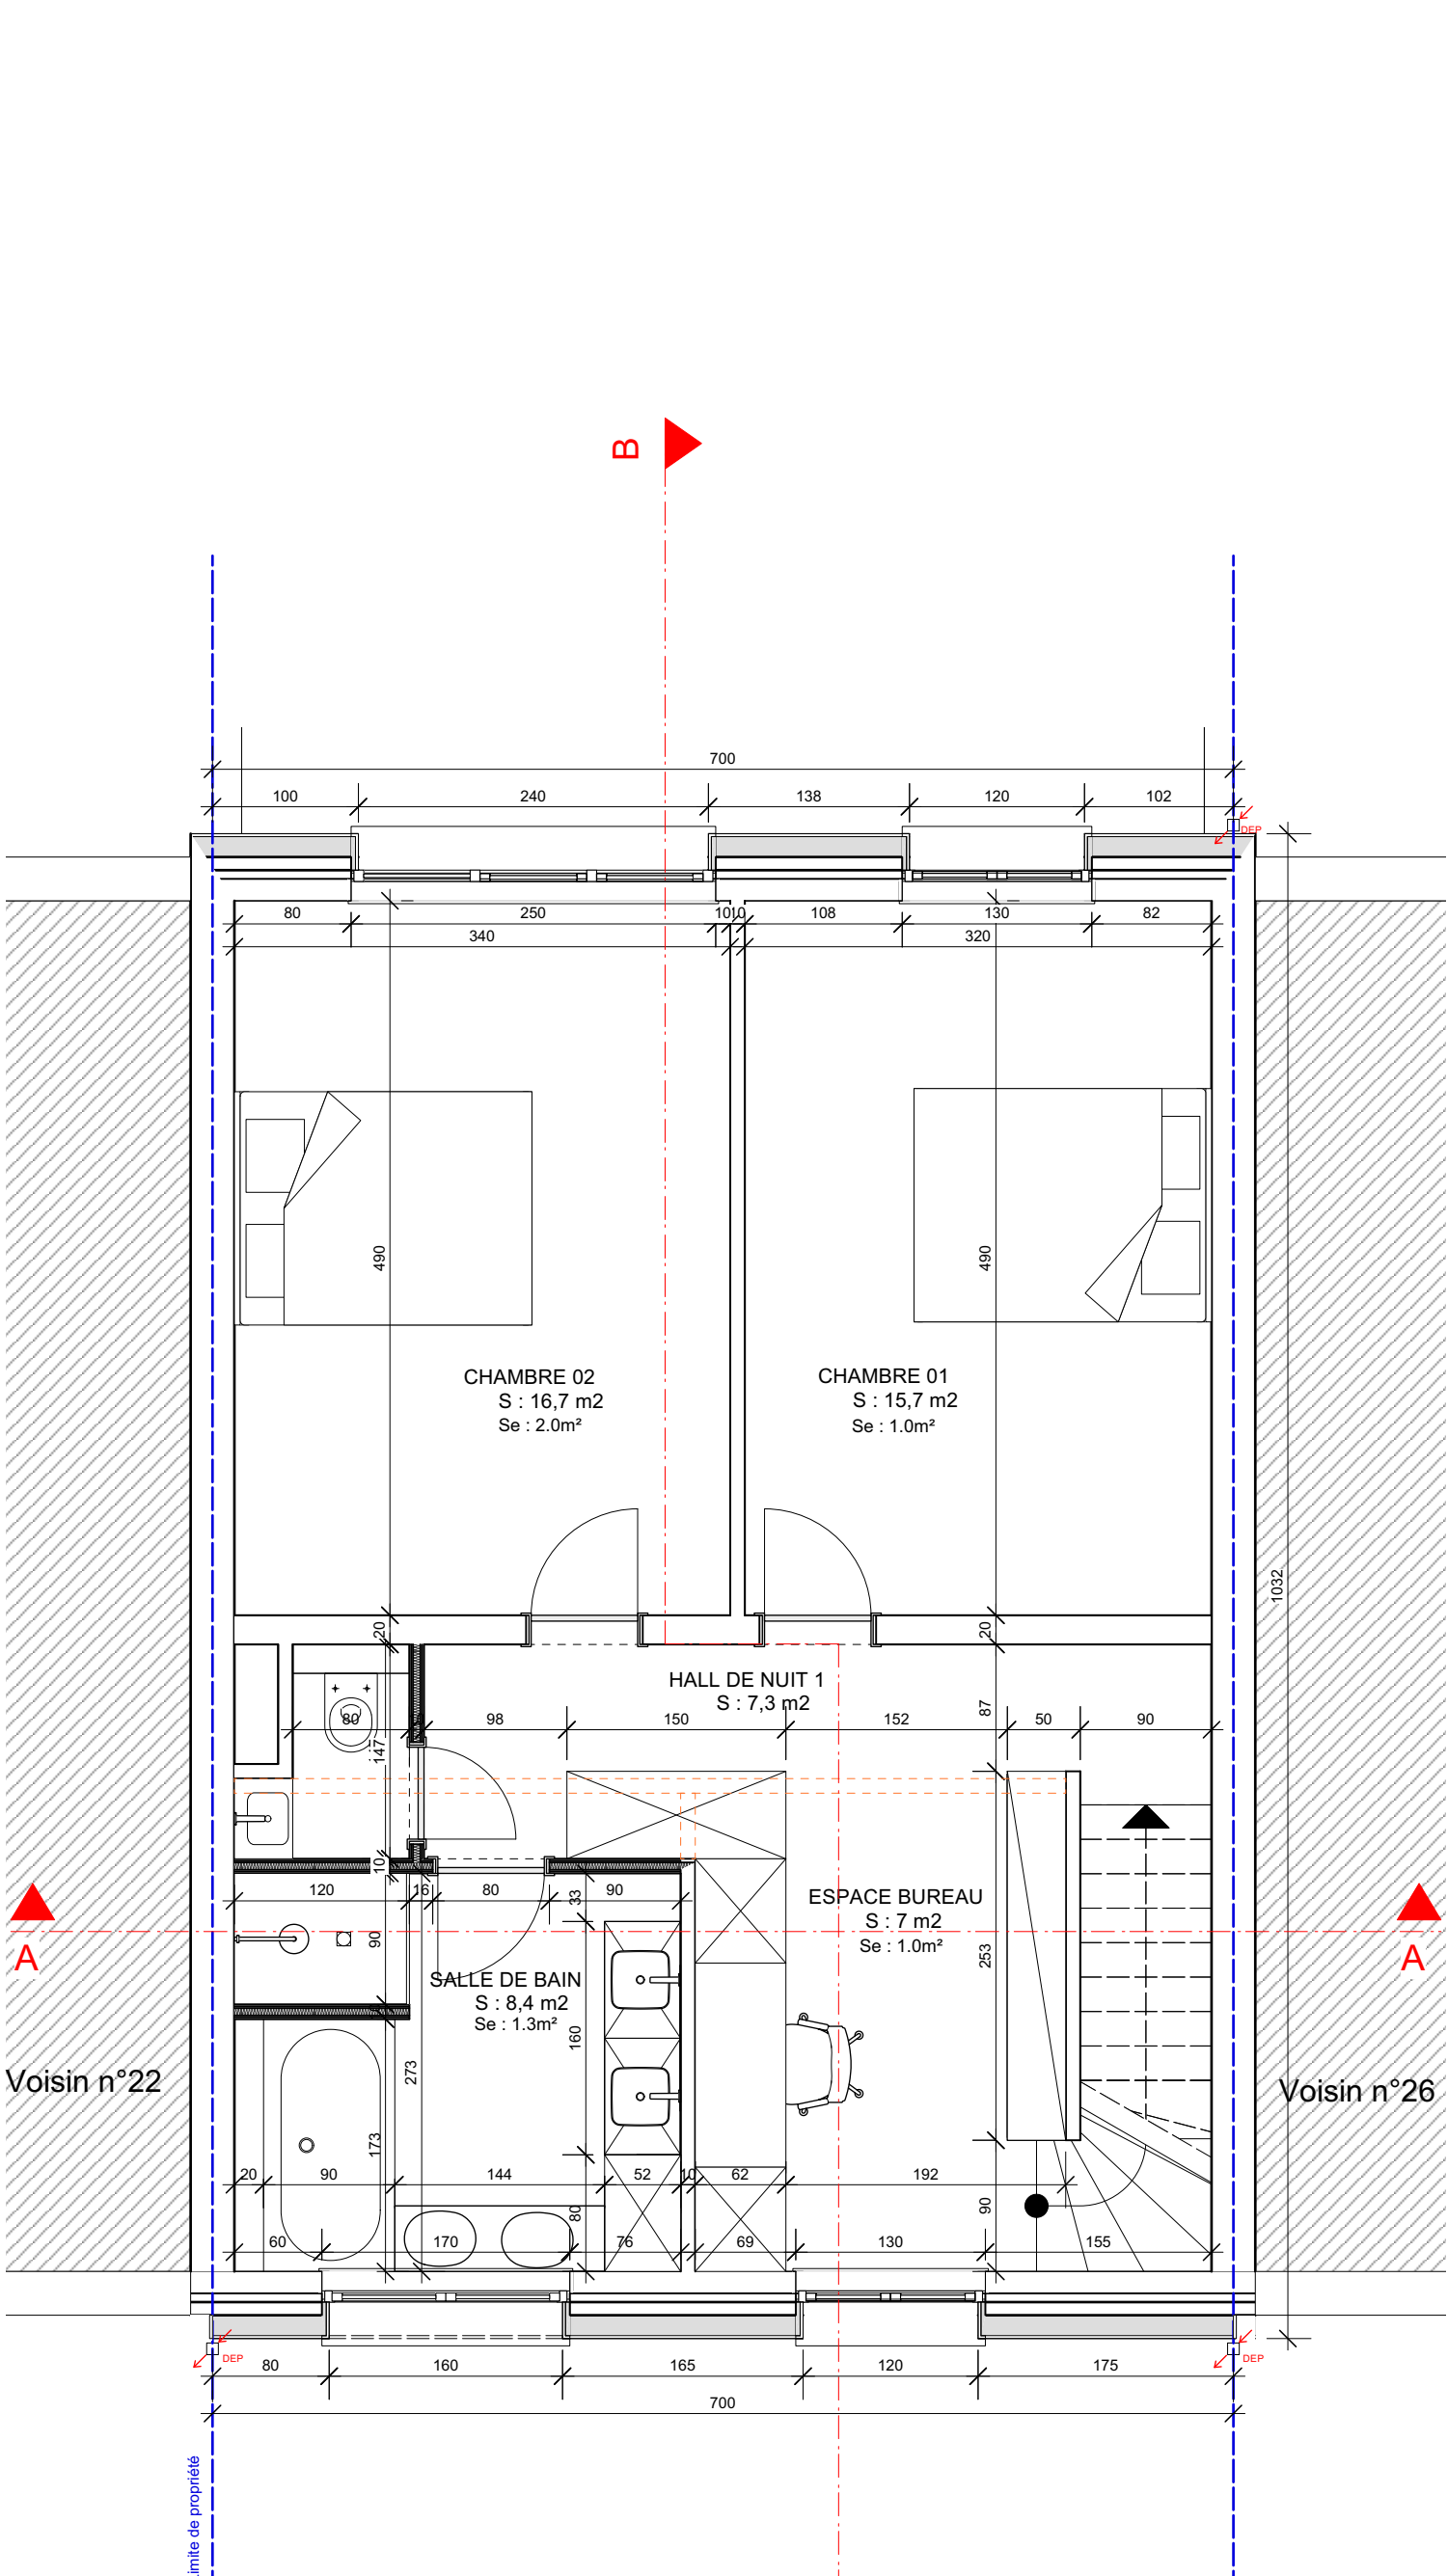 B
700
100 240 138 120 102
DEP
80 250 10 10 108 130 82
340 320
490 490
CHAMBRE 02
S : 16,7 m2
Se : 2.0m²
CHAMBRE 01
S : 15,7 m2
Se : 1.0m²
1032
20 20
HALL DE NUIT 1
S : 7,3 m2
87
80 98 150 152 50 90
147
10
120 16 80 90
33
ESPACE BUREAU
S : 7 m2
Se : 1.0m²
A A
90
253
SALLE DE BAIN
S : 8,4 m2
Se : 1.3m²
160
273
Voisin n°22
Voisin n°26
173
20 90 144 52 10 62 192
80
90
60 170 76 69 130 155
DEP DEP
80 160 165 120 175
700
imite de propriété